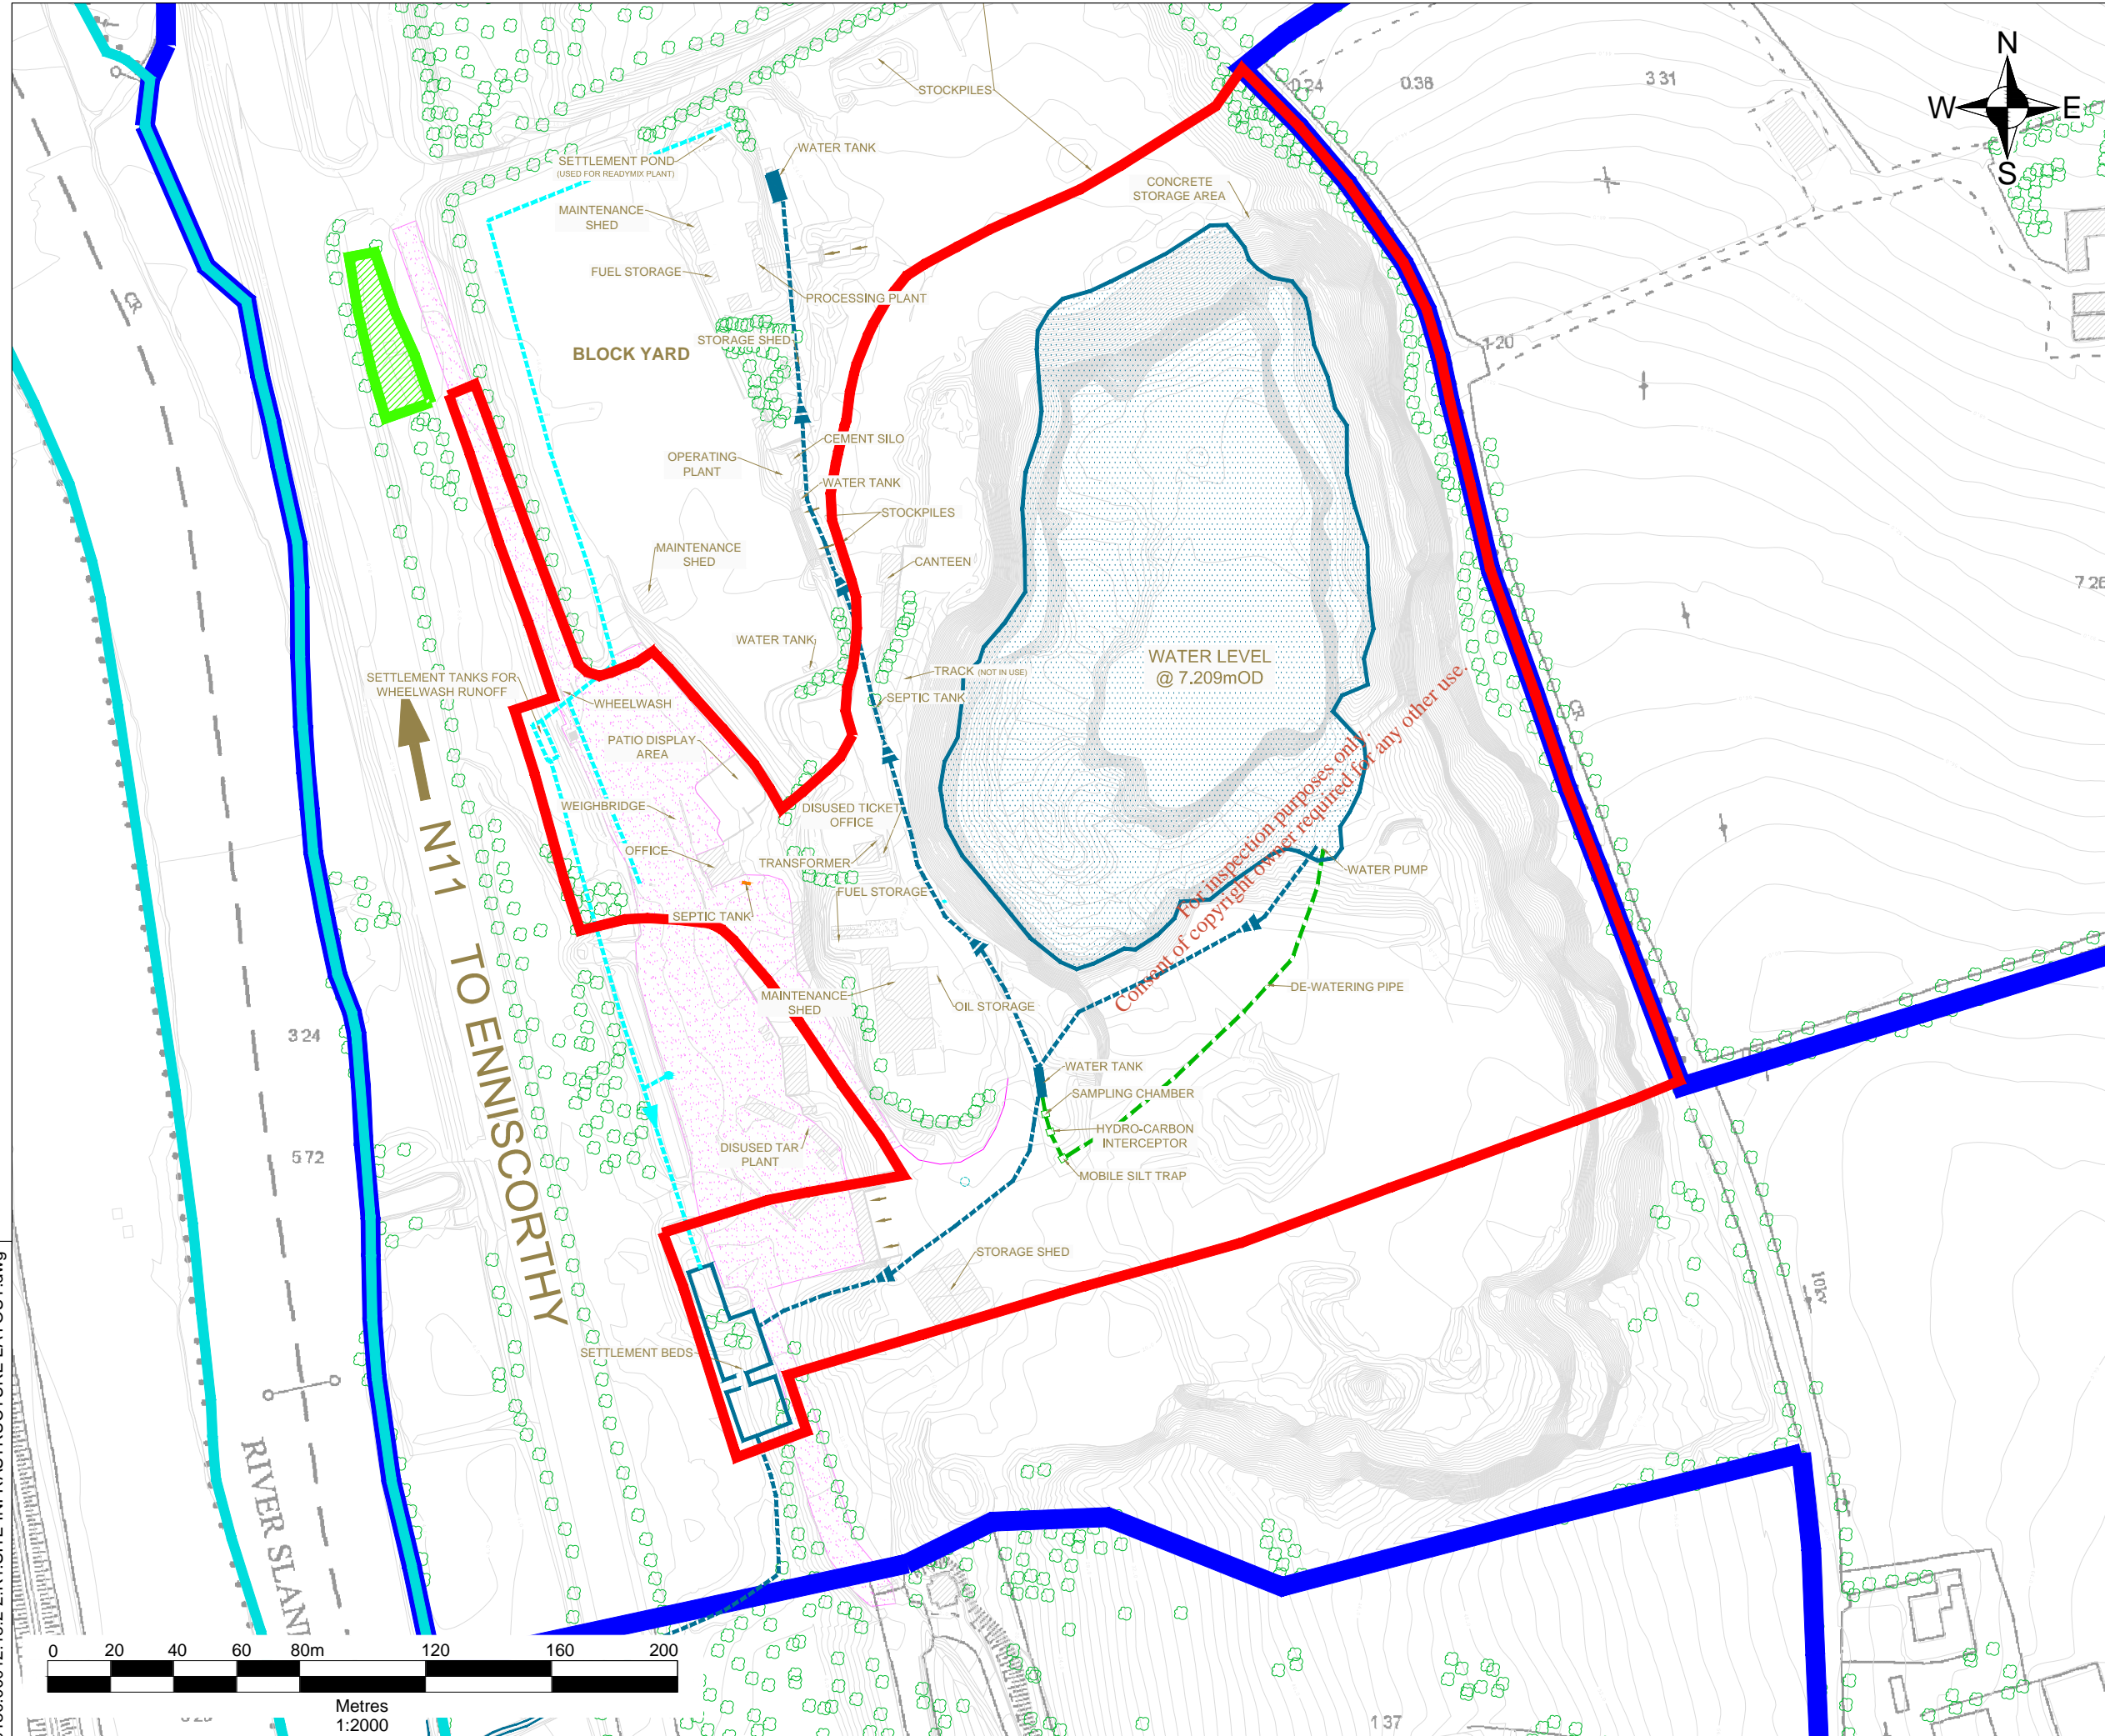 N
W E
S
0.24
0.38
3 31
STOCKPILES
WATER TANK
SETTLEMENT POND
(USED FOR READYMIX PLANT)
CONCRETE
STORAGE AREA
MAINTENANCE
SHED
FUEL STORAGE
PROCESSING PLANT
CR
STORAGE SHED
BLOCK YARD
1·20
CEMENT SILO
OPERATING
PLANT
WATER TANK
STOCKPILES
MAINTENANCE
SHED
CANTEEN
7.26
WATER TANK
TRACK (NOT IN USE)
WATER LEVEL
@ 7.209mOD
SETTLEMENT TANKS FOR
WHEELWASH RUNOFF
SEPTIC TANK
WHEELWASH
CR
PATIO DISPLAY
AREA
WEIGHBRIDGE
DISUSED TICKET
OFFICE
OFFICE
TRANSFORMER
WATER PUMP
FUEL STORAGE
SEPTIC TANK
For inspection purposes only.
Consent of copyright owner required for any other use.
N11 TO ENNISCORTHY
DE-WATERING PIPE
MAINTENANCE
SHED
OIL STORAGE
3 24
WATER TANK
SAMPLING CHAMBER
HYDRO-CARBON
INTERCEPTOR
5 72
DISUSED TAR
PLANT
MOBILE SILT TRAP
STORAGE SHED
10kv
SETTLEMENT BEDS
RIVER SLAN
0 20 40 60 80m 120 160 200
Metres
1:2000
1 37